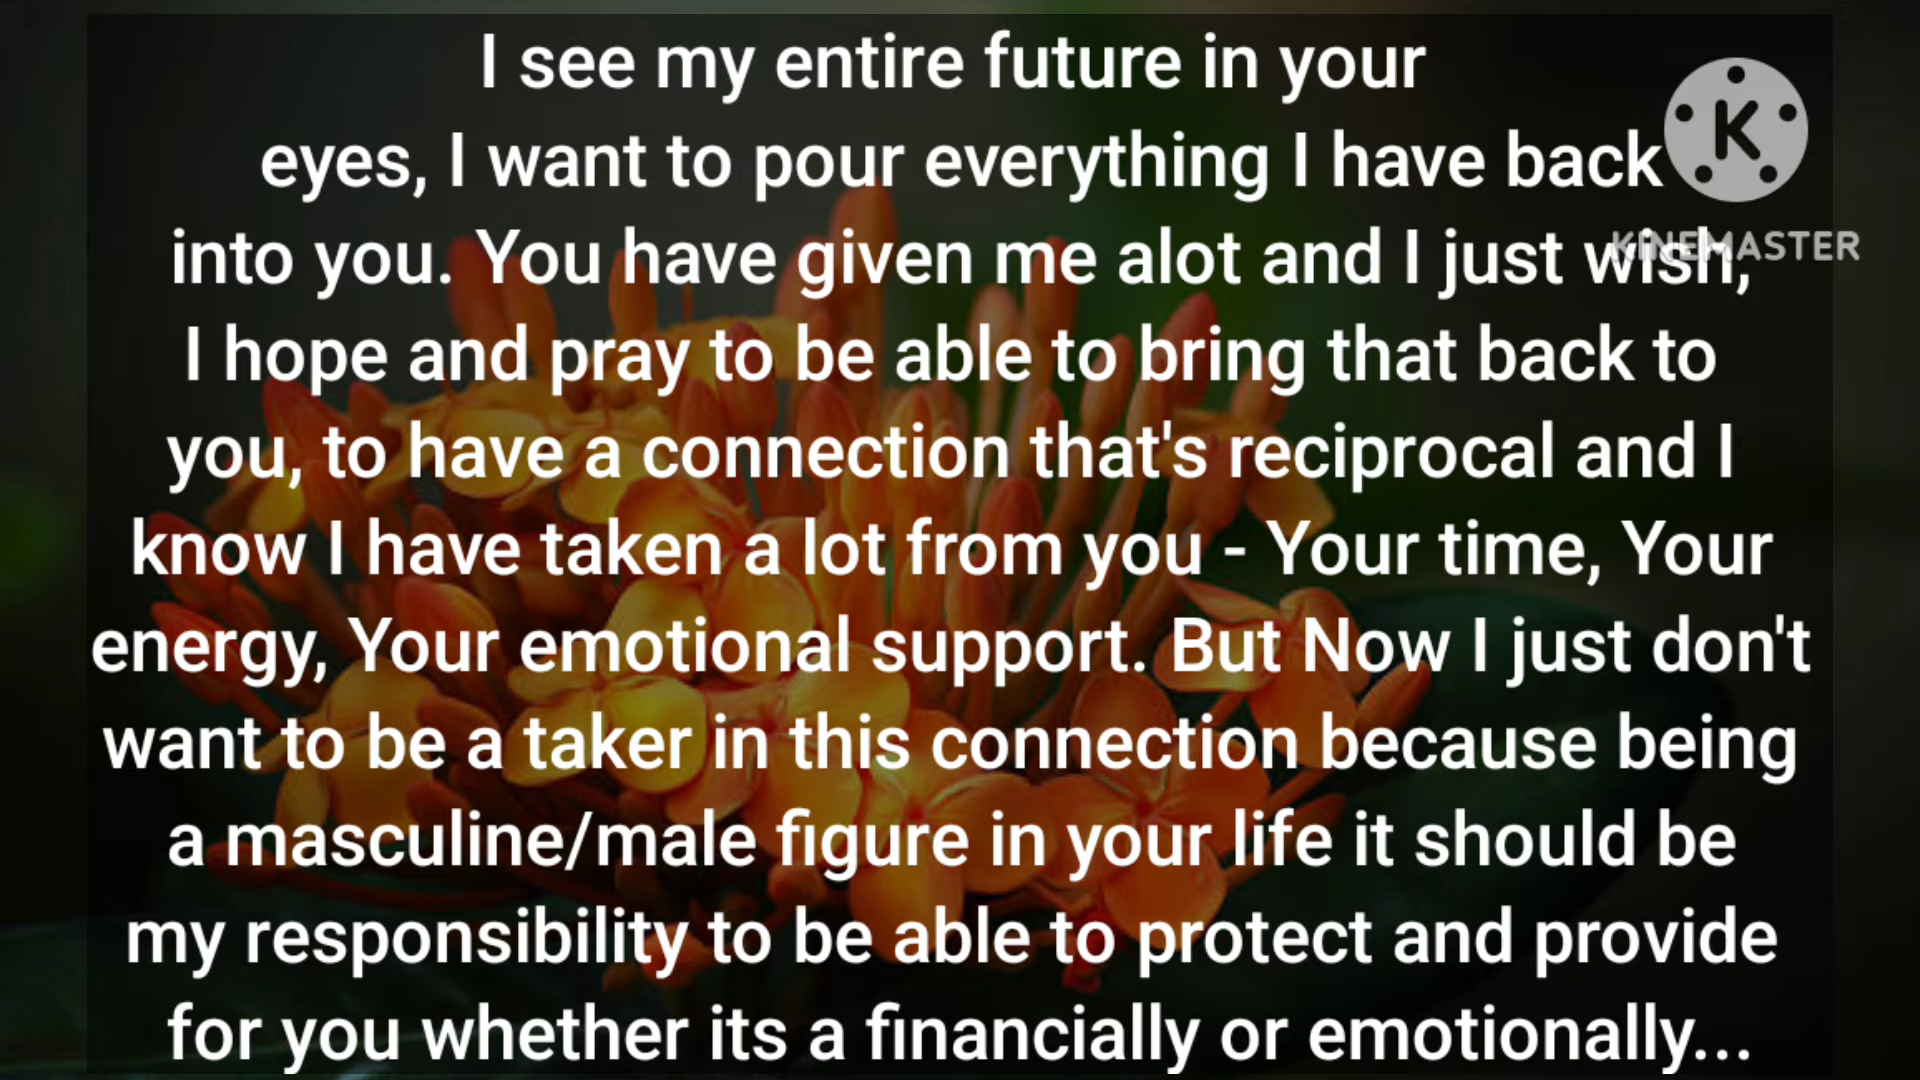 I see my entire future in your
eyes, I want to pour everything I have back
into you. You have given me alot and I just wish,
I hope and pray to be able to bring that back to
you, to have a connection that's reciprocal and I
know I have taken a lot from you - Your time, Your
energy, Your emotional support. But Now I just don't
want to be a taker in this connection because being
a masculine/male figure in your life it should be
my responsibility to be able to protect and provide
for you whether its a financially or emotionally...
K
KINEMASTER